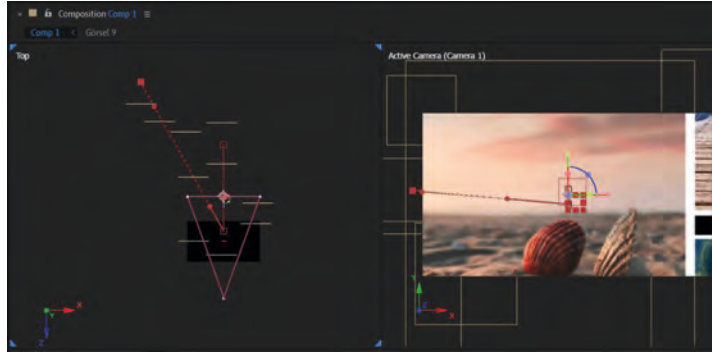 Composition Comp 1
Comp 1 < Görsel 9
Top
Active Camera (Camera 1)
X
Y
Z
Y
Z
X